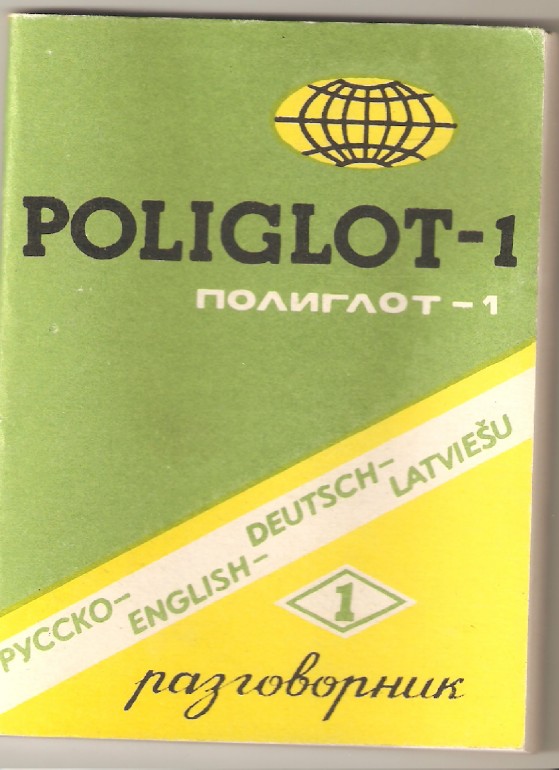 POLIGLOT-1
ПОЛИГЛОТ-1
РУССКО-
ENGLISH-
DEUTSCH-
LATVIEŠU
1
разговорник